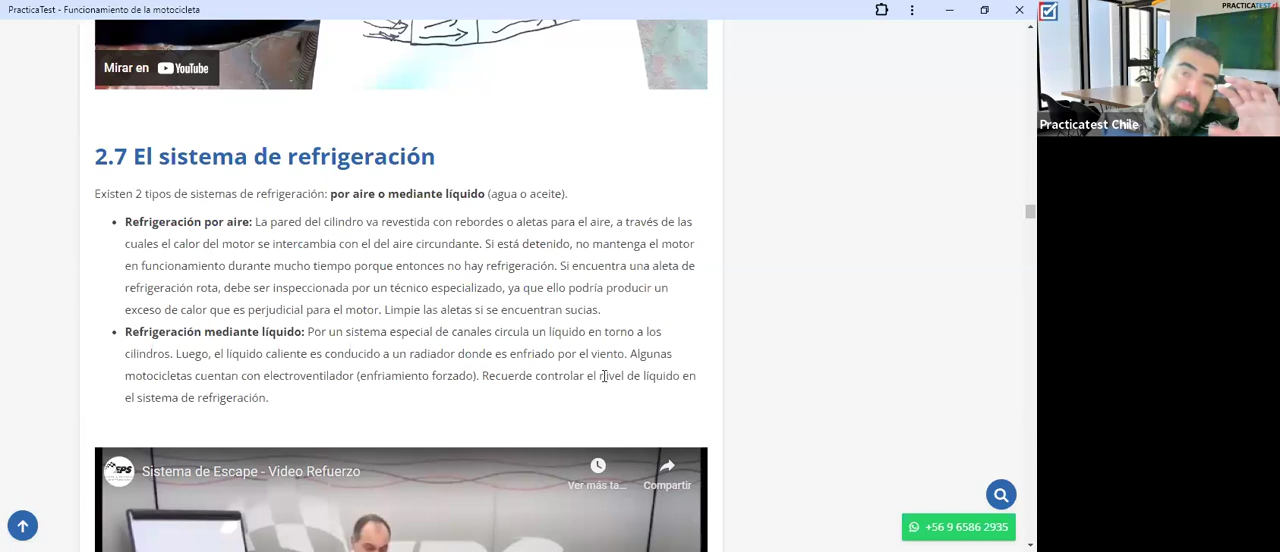 PracticaTest - Funcionamiento de la motocicleta
PRACTICATEST
Practicatest Chile
Mirar en YouTube
2.7 El sistema de refrigeración
Existen 2 tipos de sistemas de refrigeración: por aire o mediante líquido (agua o aceite).
• Refrigeración por aire: La pared del cilindro va revestida con rebordes o aletas para el aire, a través de las
cuales el calor del motor se intercambia con el del aire circundante. Si está detenido, no mantenga el motor
en funcionamiento durante mucho tiempo porque entonces no hay refrigeración. Si encuentra una aleta de
refrigeración rota, debe ser inspeccionada por un técnico especializado, ya que ello podría producir un
exceso de calor que es perjudicial para el motor. Limpie las aletas si se encuentran sucias.
• Refrigeración mediante líquido: Por un sistema especial de canales circula un líquido en torno a los
cilindros. Luego, el líquido caliente es conducido a un radiador donde es enfriado por el viento. Algunas
motocicletas cuentan con electroventilador (enfriamiento forzado). Recuerde controlar el nivel de líquido en
el sistema de refrigeración.
EPS
Sistema de Escape - Video Refuerzo
Ver más ta...
Compartir
+56 9 6586 2935